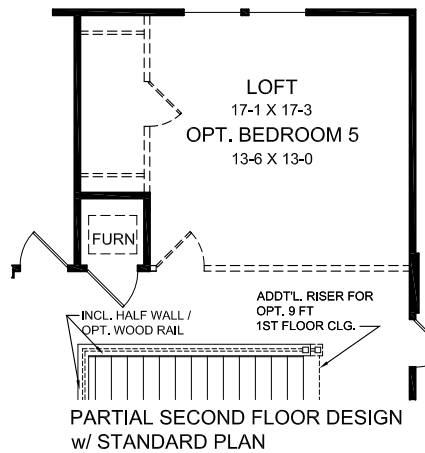 LOFT
17-1 X 17-3
OPT. BEDROOM 5
13-6 X 13-0
FURN
INCL. HALF WALL /
OPT. WOOD RAIL
ADDT'L. RISER FOR
OPT. 9 FT
1ST FLOOR CLG.
PARTIAL SECOND FLOOR DESIGN
w/ STANDARD PLAN